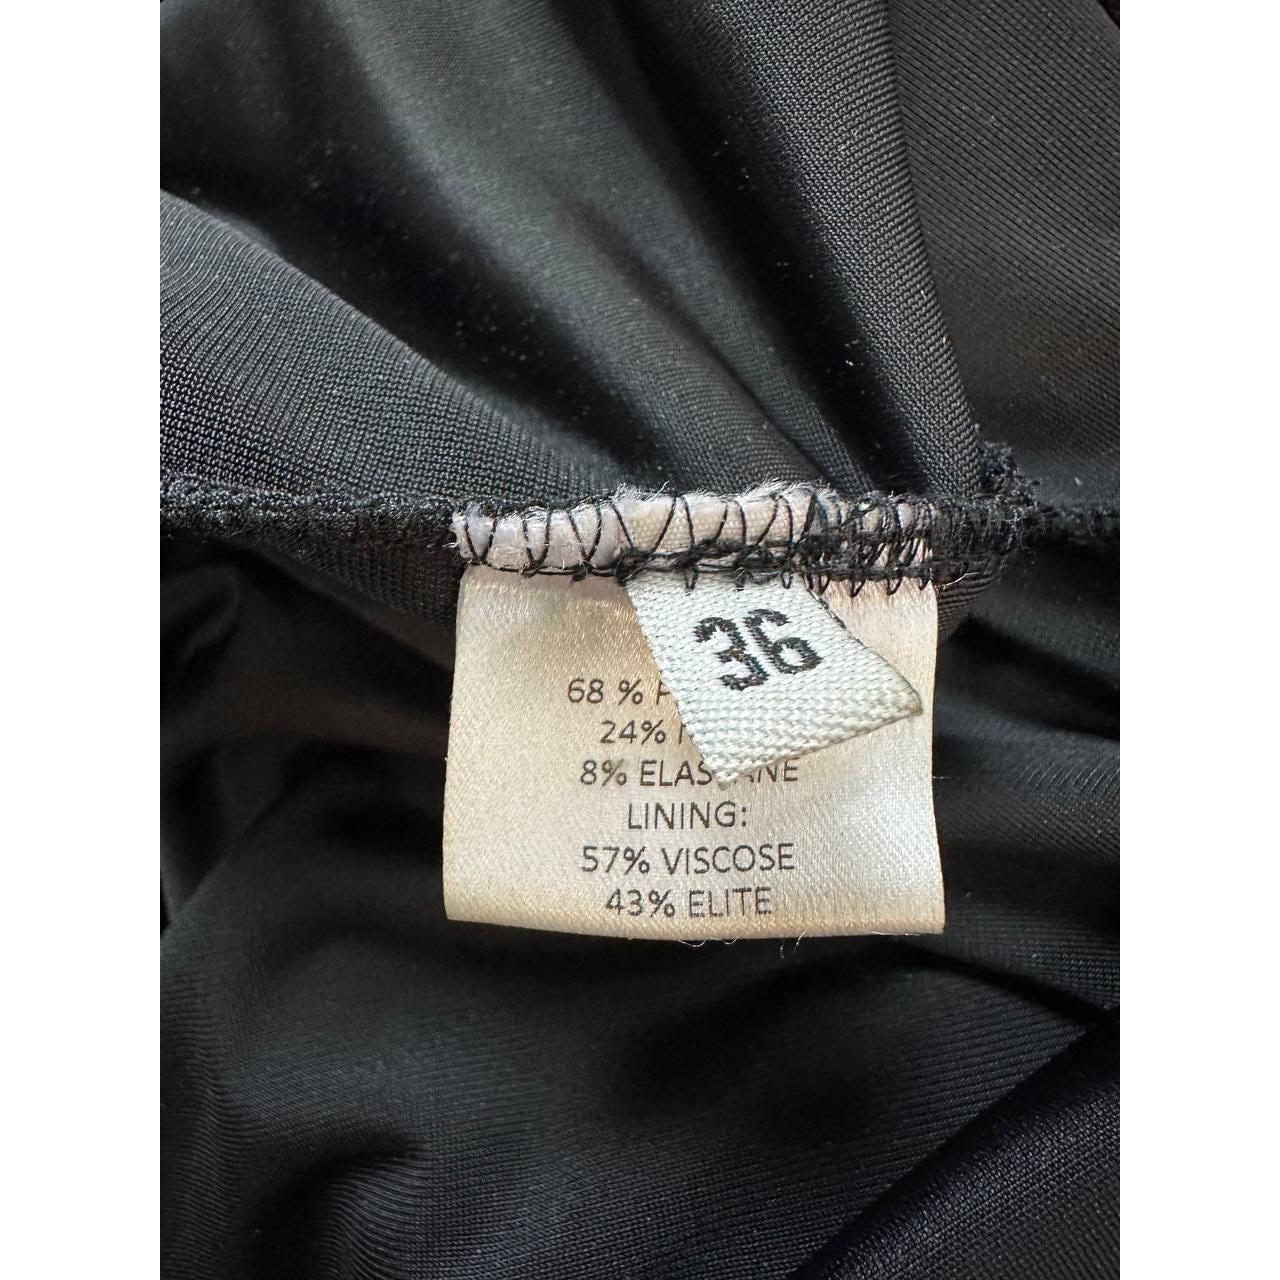 36
68 %
24%
8% ELASTANE
LINING:
57% VISCOSE
43% ELITE